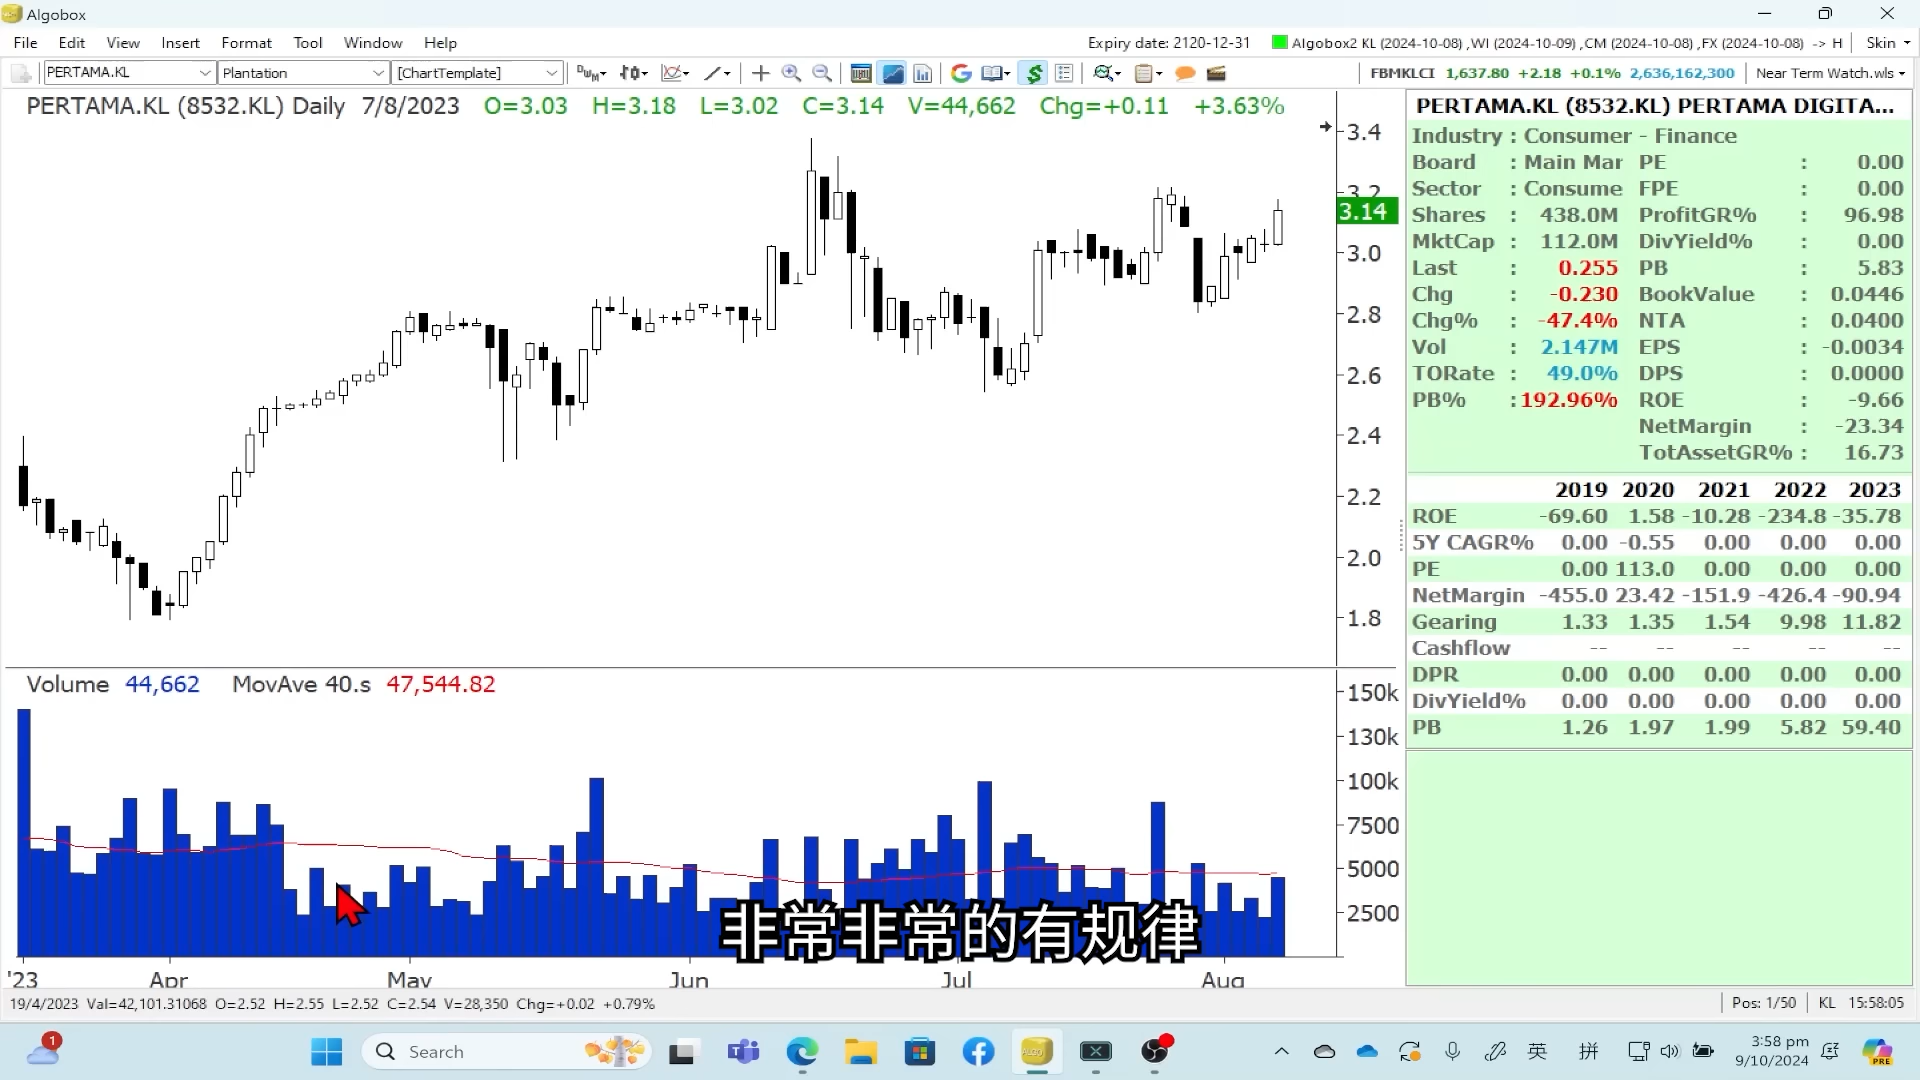 Algobox
File Edit View Insert Format Tool Window Help
Expiry date: 2120-12-31 Algobox2 KL (2024-10-08) ,WI (2024-10-09) ,CM (2024-10-08) ,FX (2024-10-08) -> H Skin
PERTAMA.KL Plantation [ChartTemplate]
FBMKLCI 1,637.80 +2.18 +0.1% 2,636,162,300 Near Term Watch.wls
PERTAMA.KL (8532.KL) Daily 7/8/2023 O=3.03 H=3.18 L=3.02 C=3.14 V=44,662 Chg=+0.11 +3.63%
3.4
3.2
3.14
3.0
2.8
2.6
2.4
2.2
2.0
1.8
Volume 44,662 MovAve 40.s 47,544.82
150k
130k
100k
7500
5000
2500
非常非常的有规律
'23 Apr May Jun Jul Aug
PERTAMA.KL (8532.KL) PERTAMA DIGITA...
Industry : Consumer - Finance
Board : Main Mar PE : 0.00
Sector : Consume FPE : 0.00
Shares : 438.0M ProfitGR% : 96.98
MktCap : 112.0M DivYield% : 0.00
Last : 0.255 PB : 5.83
Chg : -0.230 BookValue : 0.0446
Chg% : -47.4% NTA : 0.0400
Vol : 2.147M EPS : -0.0034
TORate : 49.0% DPS : 0.0000
PB% : 192.96% ROE : -9.66
NetMargin : -23.34
TotAssetGR% : 16.73
2019 2020 2021 2022 2023
ROE -69.60 1.58 -10.28 -234.8 -35.78
5Y CAGR% 0.00 -0.55 0.00 0.00 0.00
PE 0.00 113.0 0.00 0.00 0.00
NetMargin -455.0 23.42 -151.9 -426.4 -90.94
Gearing 1.33 1.35 1.54 9.98 11.82
Cashflow -- -- -- -- --
DPR 0.00 0.00 0.00 0.00 0.00
DivYield% 0.00 0.00 0.00 0.00 0.00
PB 1.26 1.97 1.99 5.82 59.40
19/4/2023 Val=42,101.31068 O=2.52 H=2.55 L=2.52 C=2.54 V=28,350 Chg=+0.02 +0.79%
Pos: 1/50 KL 15:58:05
1
Search
英 拼
3:58 pm
9/10/2024